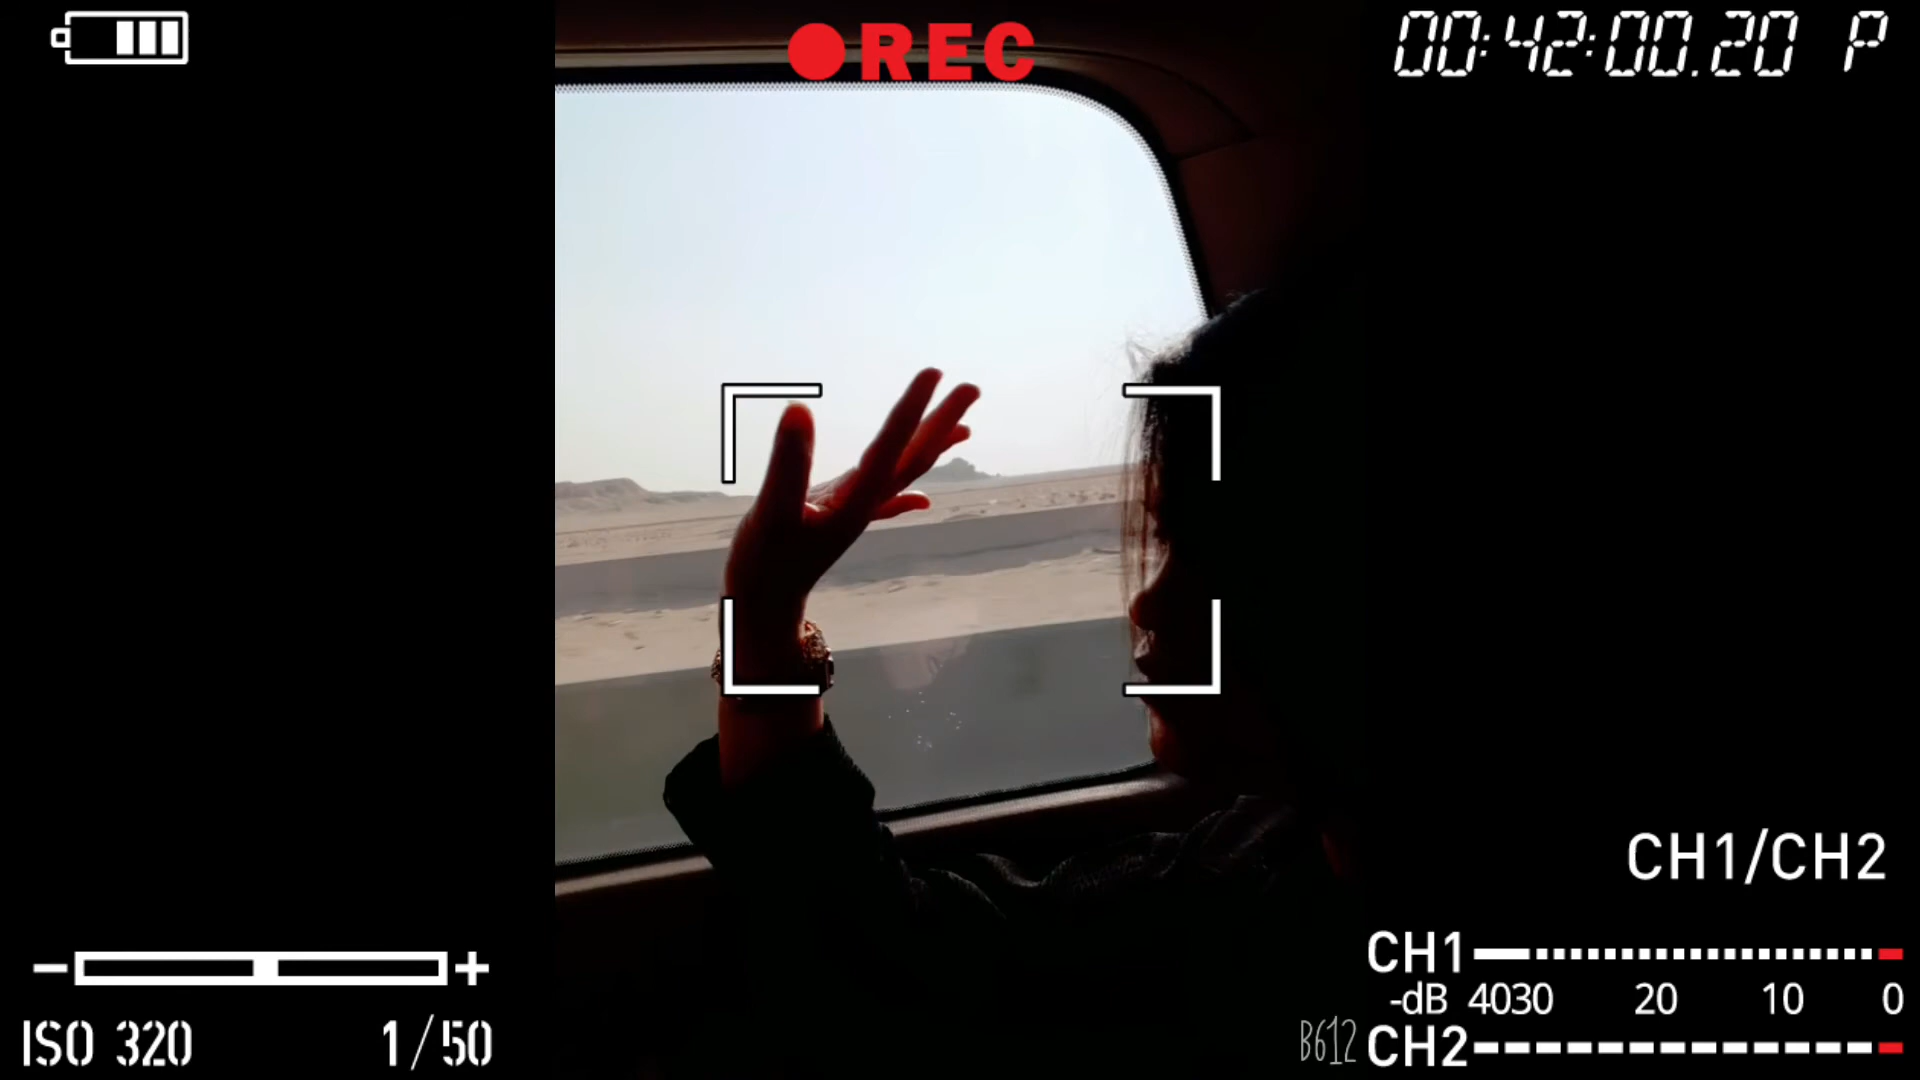 ●REC
00:42:00.20 P
CH1/CH2
CH1
-dB 4030 20 10 0
CH2
- +
ISO 320 1/50
B612